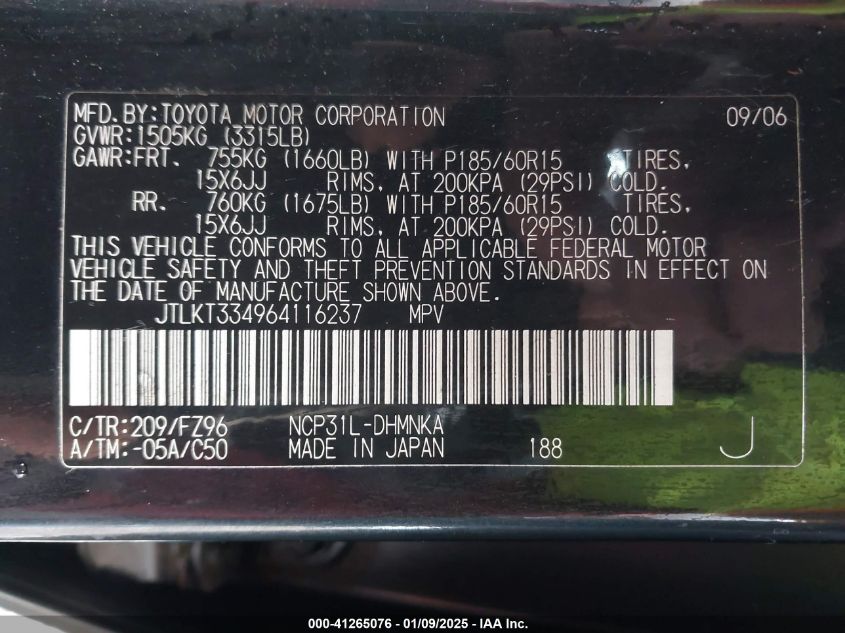 MFD.BY:TOYOTA MOTOR CORPORATION 09/06
GVWR:1505KG (3315LB)
GAWR:FRT. 755KG (1660LB) WITH P185/60R15 TIRES,
15X6JJ RIMS, AT 200KPA (29PSI) COLD.
RR. 760KG (1675LB) WITH P185/60R15 TIRES,
15X6JJ RIMS, AT 200KPA (29PSI) COLD.
THIS VEHICLE CONFORMS TO ALL APPLICABLE FEDERAL MOTOR
VEHICLE SAFETY AND THEFT PREVENTION STANDARDS IN EFFECT ON
THE DATE OF MANUFACTURE SHOWN ABOVE.
JTLKT334964116237 MPV
C/TR:209/FZ96 NCP31L-DHMNKA
A/TM:-05A/C50 MADE IN JAPAN 188 J
000-41265076 - 01/09/2025 - IAA Inc.